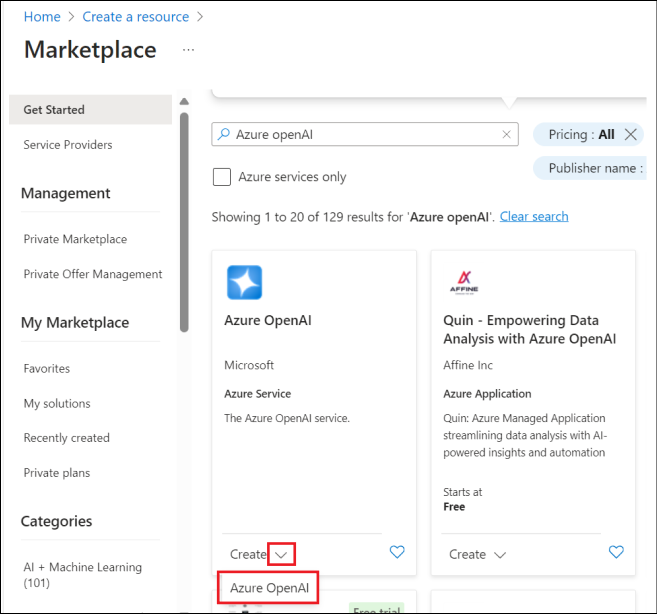 Home > Create a resource >
Marketplace ...
Get Started
Service Providers
Management
Private Marketplace
Private Offer Management
My Marketplace
Favorites
My solutions
Recently created
Private plans
Categories
AI + Machine Learning
(101)
Azure openAI
Pricing : All
Azure services only
Publisher name :
Showing 1 to 20 of 129 results for 'Azure openAI'. Clear search
Azure OpenAI
Microsoft
Azure Service
The Azure OpenAI service.
Create
Azure OpenAI
AFFINE
Quin - Empowering Data
Analysis with Azure OpenAI
Affine Inc
Azure Application
Quin: Azure Managed Application
streamlining data analysis with AI-
powered insights and automation
Starts at
Free
Create
Free trial